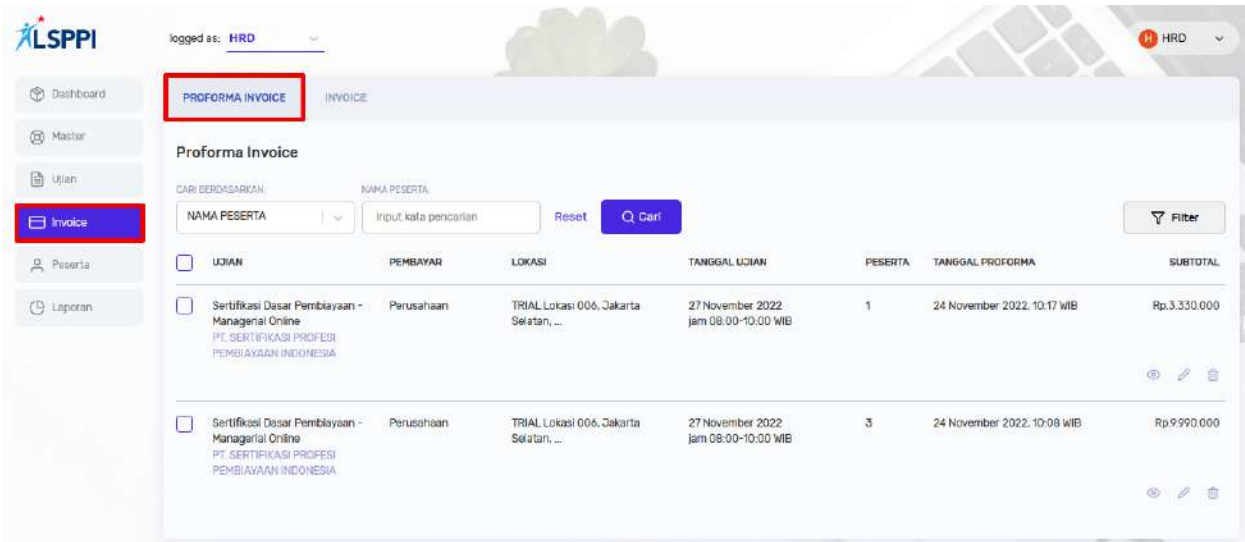 ALSPPI
logged as: HRD
H HRD
Dashboard
Master
Ujian
Invoice
Peserta
Laporan
PROFORMA INVOICE INVOICE
Proforma Invoice
CARI BERDASARKAN: NAMA PESERTA
NAMA PESERTA Input kata pencarian Reset Cari Filter
UJIAN PEMBAYAR LOKASI TANGGAL UJIAN PESERTA TANGGAL PROFORMA SUBTOTAL
Sertifikasi Dasar Pembiayaan - Perusahaan TRIAL Lokasi 006, Jakarta 27 November 2022 1 24 November 2022, 10:17 WIB Rp.3.330.000
Managerial Online Selatan, ... jam 08:00-10:00 WIB
PT. SERTIFIKASI PROFESI
PEMBIAYAAN INDONESIA
Sertifikasi Dasar Pembiayaan - Perusahaan TRIAL Lokasi 006, Jakarta 27 November 2022 3 24 November 2022, 10:08 WIB Rp.9.990.000
Managerial Online Selatan, ... jam 08:00-10:00 WIB
PT. SERTIFIKASI PROFESI
PEMBIAYAAN INDONESIA